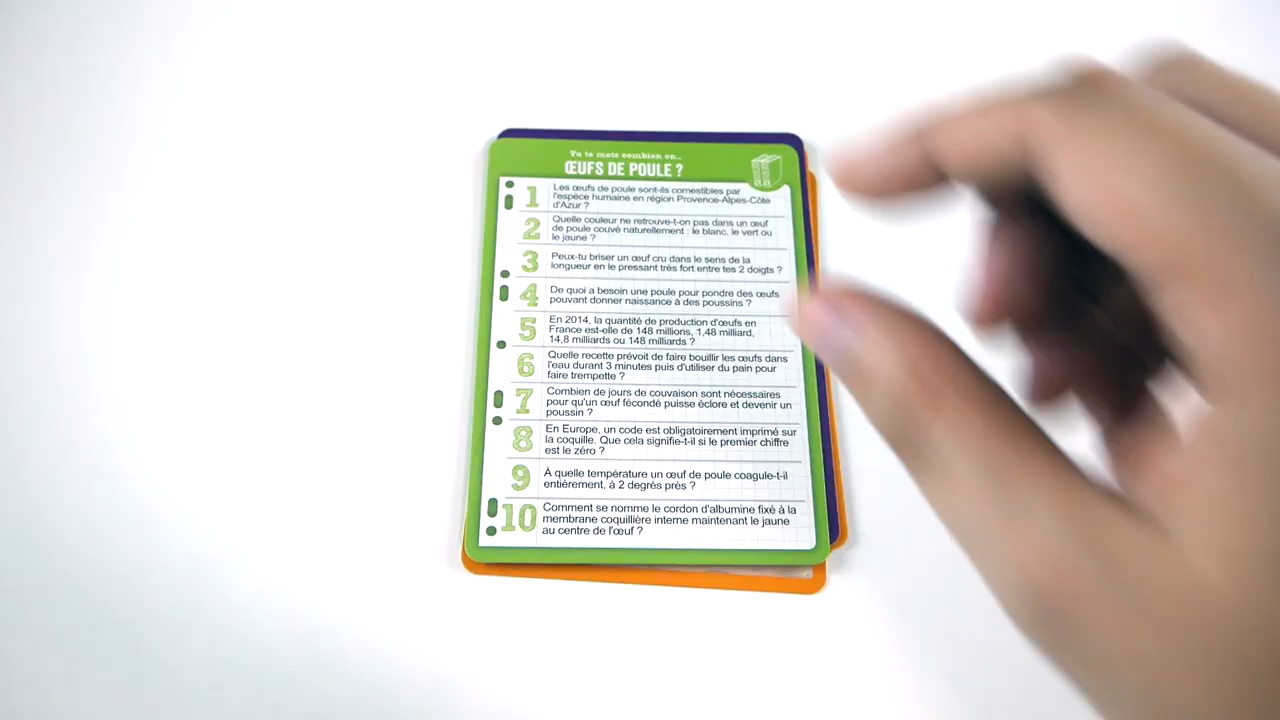 Tu te mets combien en...
ŒUFS DE POULE ?
1 Les œufs de poule sont-ils comestibles par
l'espèce humaine en région Provence-Alpes-Côte
d'Azur ?
2 Quelle couleur ne retrouve-t-on pas dans un œuf
de poule couvé naturellement : le blanc, le vert ou
le jaune ?
3 Peux-tu briser un œuf cru dans le sens de la
longueur en le pressant très fort entre tes 2 doigts ?
4 De quoi a besoin une poule pour pondre des œufs
pouvant donner naissance à des poussins ?
5 En 2014, la quantité de production d'œufs en
France est-elle de 148 millions, 1,48 milliard,
14,8 milliards ou 148 milliards ?
6 Quelle recette prévoit de faire bouillir les œufs dans
l'eau durant 3 minutes puis d'utiliser du pain pour
faire trempette ?
7 Combien de jours de couvaison sont nécessaires
pour qu'un œuf fécondé puisse éclore et devenir un
poussin ?
8 En Europe, un code est obligatoirement imprimé sur
la coquille. Que cela signifie-t-il si le premier chiffre
est le zéro ?
9 À quelle température un œuf de poule coagule-t-il
entièrement, à 2 degrés près ?
10 Comment se nomme le cordon d'albumine fixé à la
membrane coquillière interne maintenant le jaune
au centre de l'œuf ?